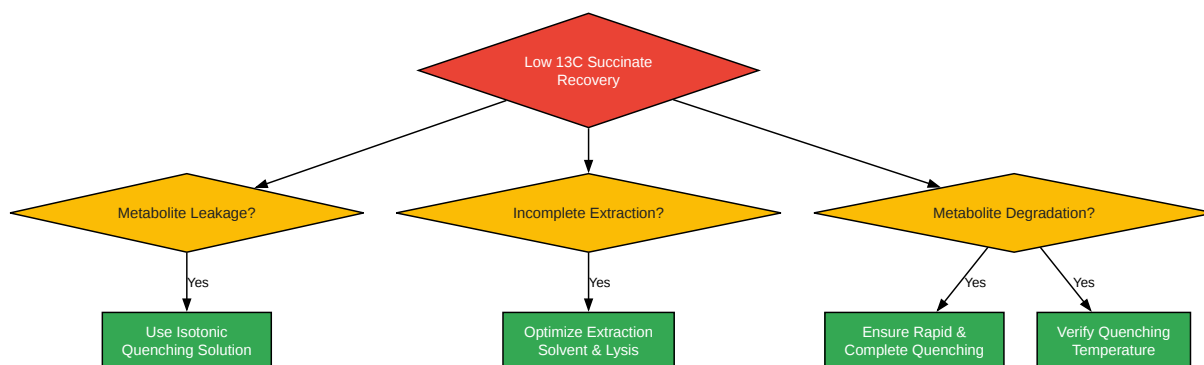 Low 13C Succinate
Recovery
Metabolite Leakage?
Incomplete Extraction?
Metabolite Degradation?
Yes
Yes
Yes
Yes
Use Isotonic
Quenching Solution
Optimize Extraction
Solvent & Lysis
Ensure Rapid &
Complete Quenching
Verify Quenching
Temperature